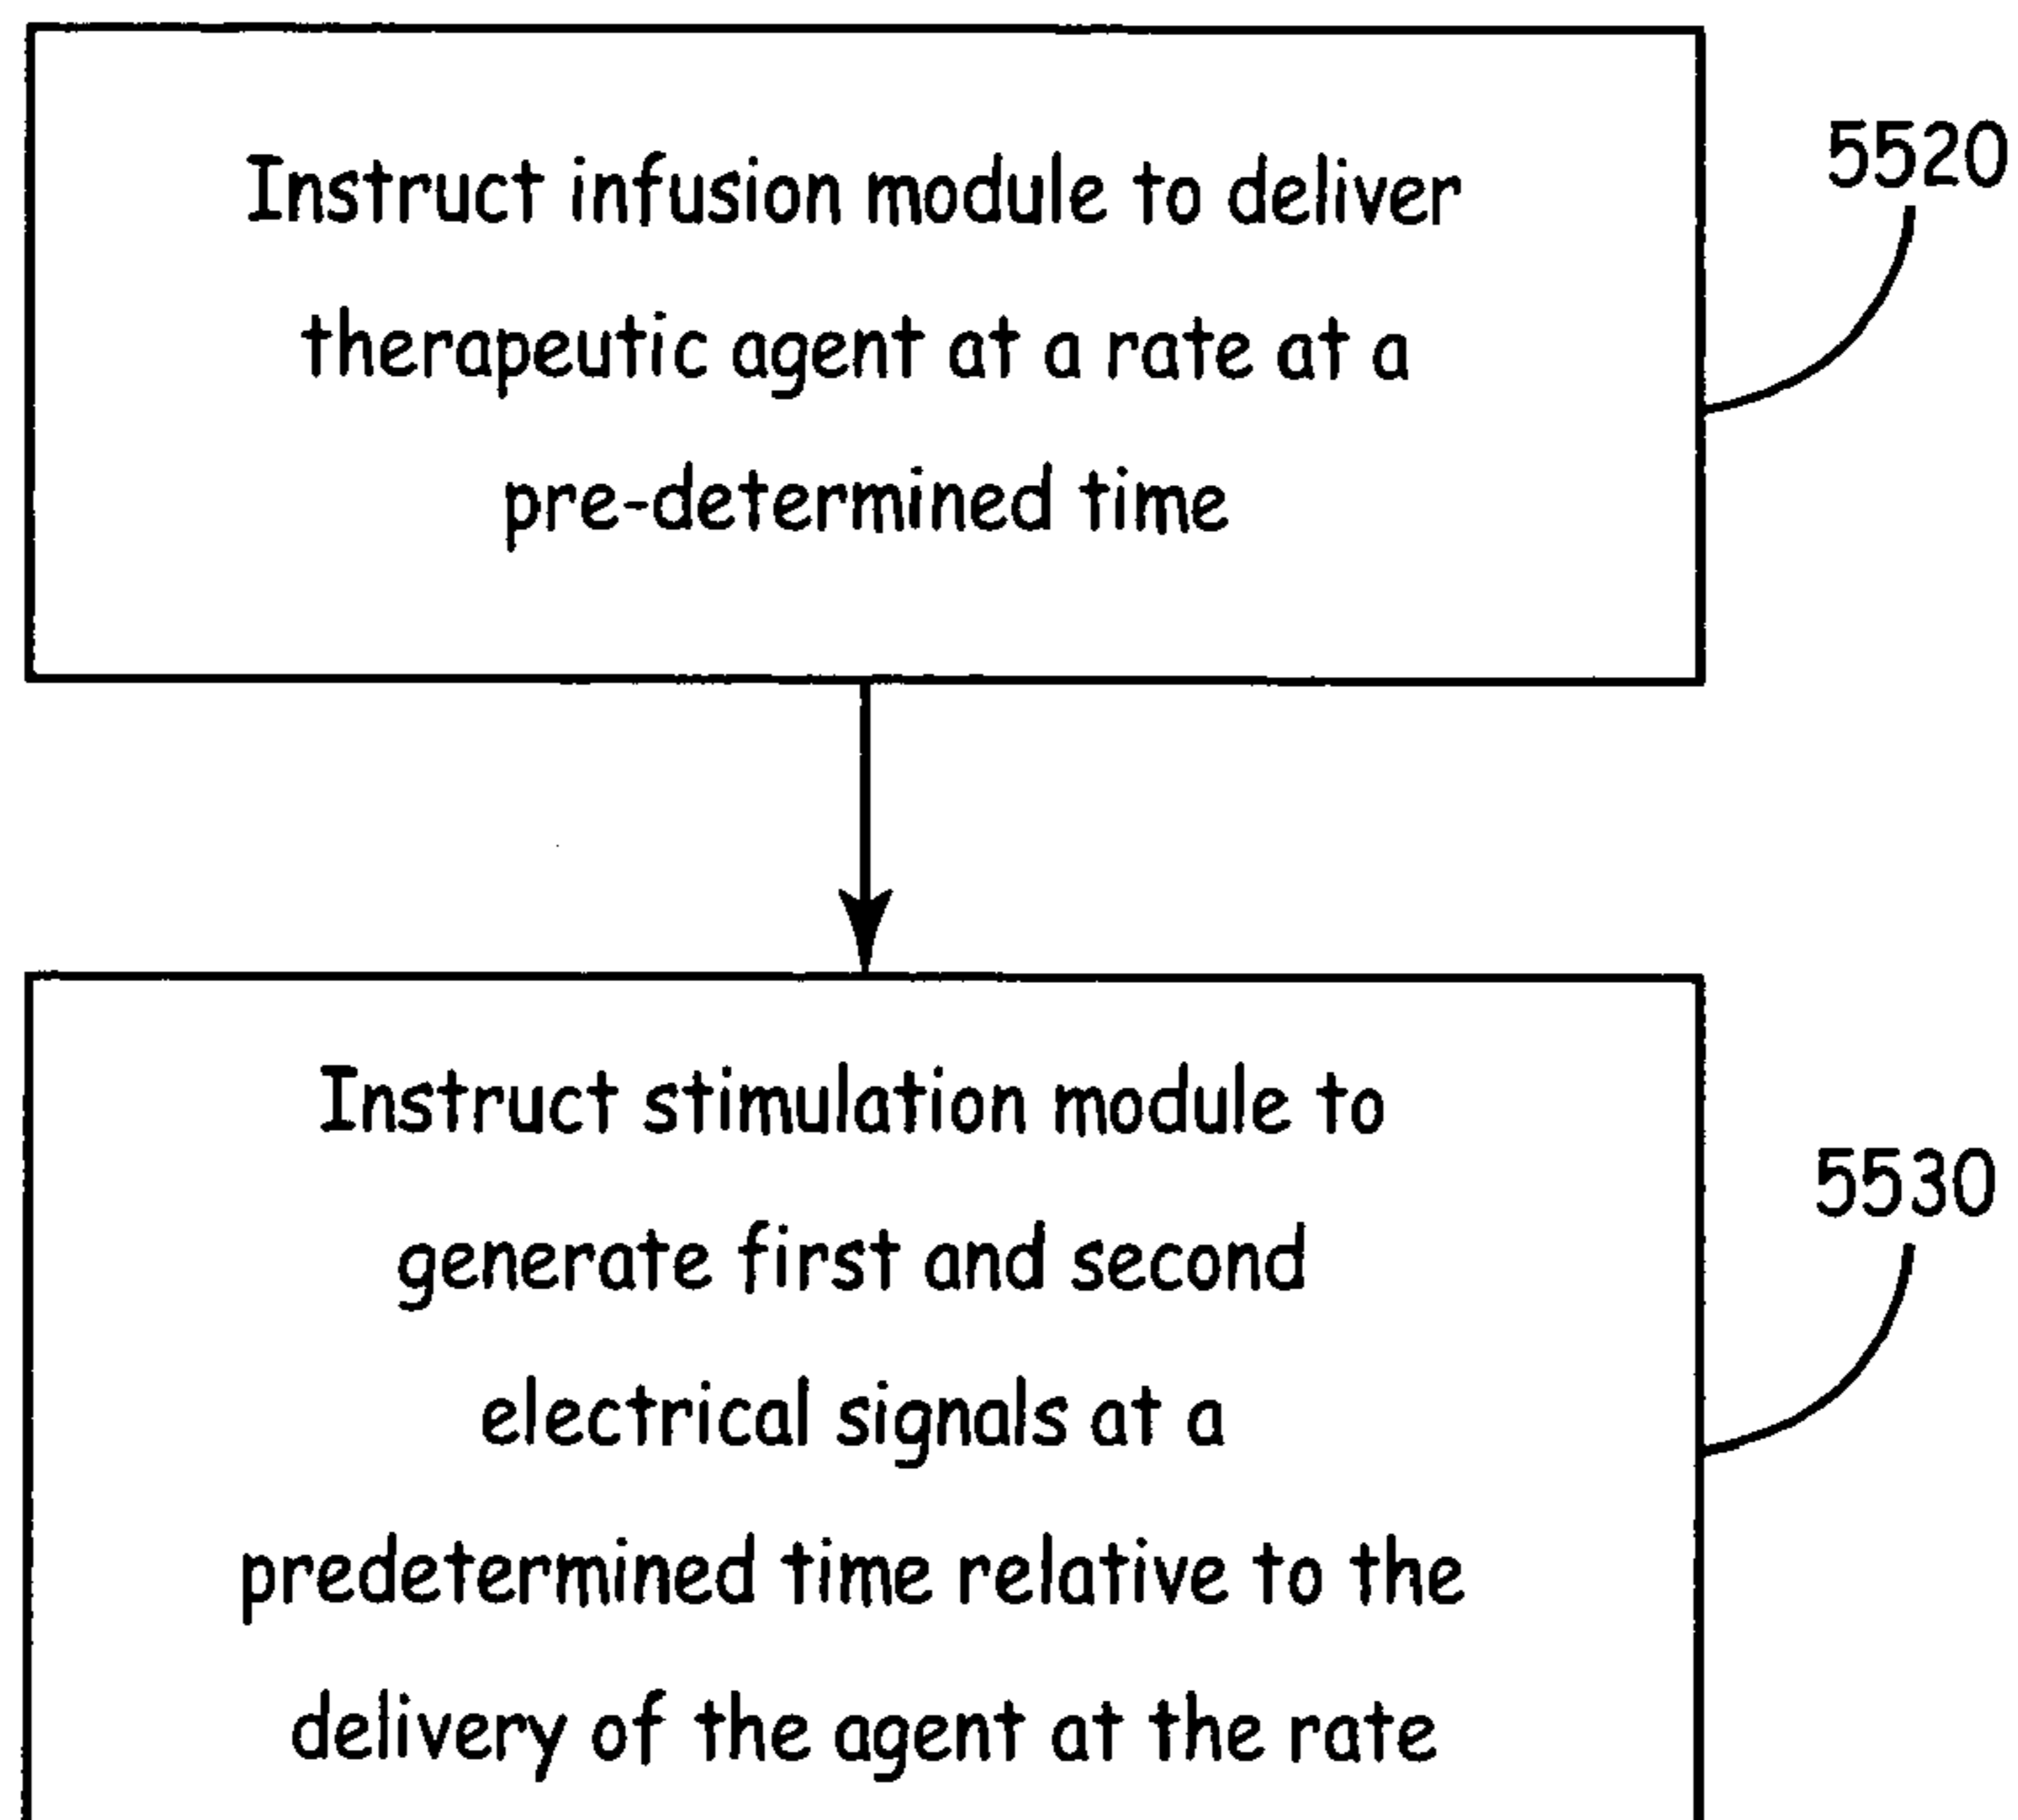 Instruct infusion module to deliver
therapeutic agent at a rate at a
pre-determined time
5520
Instruct stimulation module to
generate first and second
electrical signals at a
predetermined time relative to the
delivery of the agent at the rate
5530